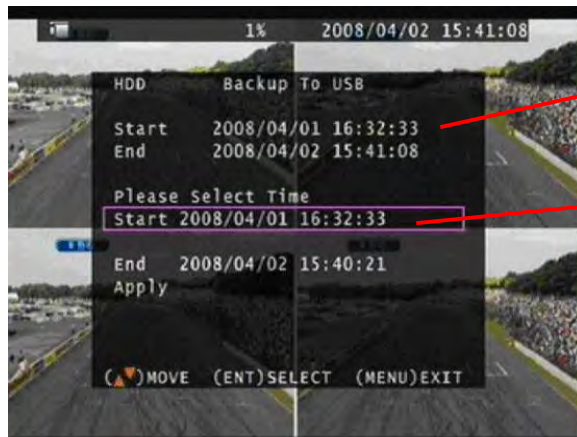 1% 2008/04/02 15:41:08
HDD Backup To USB
Start 2008/04/01 16:32:33
End 2008/04/02 15:41:08
Please Select Time
Start 2008/04/01 16:32:33
End 2008/04/02 15:40:21
Apply
( )MOVE (ENT)SELECT (MENU)EXIT